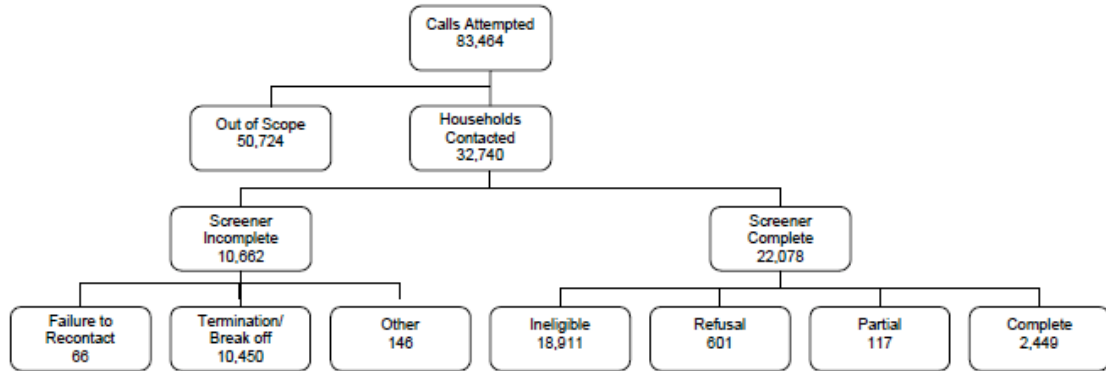 Calls Attempted
83,464
Out of Scope
50,724
Households
Contacted
32,740
Screener
Incomplete
10,662
Screener
Complete
22,078
Failure to
Recontact
66
Termination/
Break off
10,450
Other
146
Ineligible
18,911
Refusal
601
Partial
117
Complete
2,449